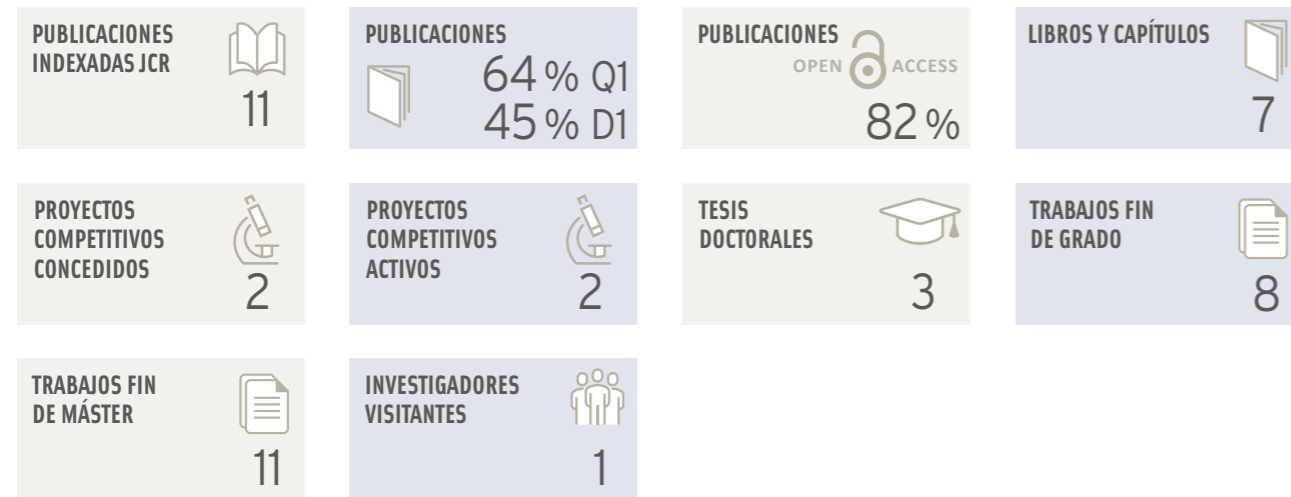 PUBLICACIONES
INDEXADAS JCR
11
PUBLICACIONES
64 % Q1
45 % D1
PUBLICACIONES
OPEN ACCESS
82 %
LIBROS Y CAPÍTULOS
7
PROYECTOS
COMPETITIVOS
CONCEDIDOS
2
PROYECTOS
COMPETITIVOS
ACTIVOS
2
TESIS
DOCTORALES
3
TRABAJOS FIN
DE GRADO
8
TRABAJOS FIN
DE MÁSTER
11
INVESTIGADORES
VISITANTES
1